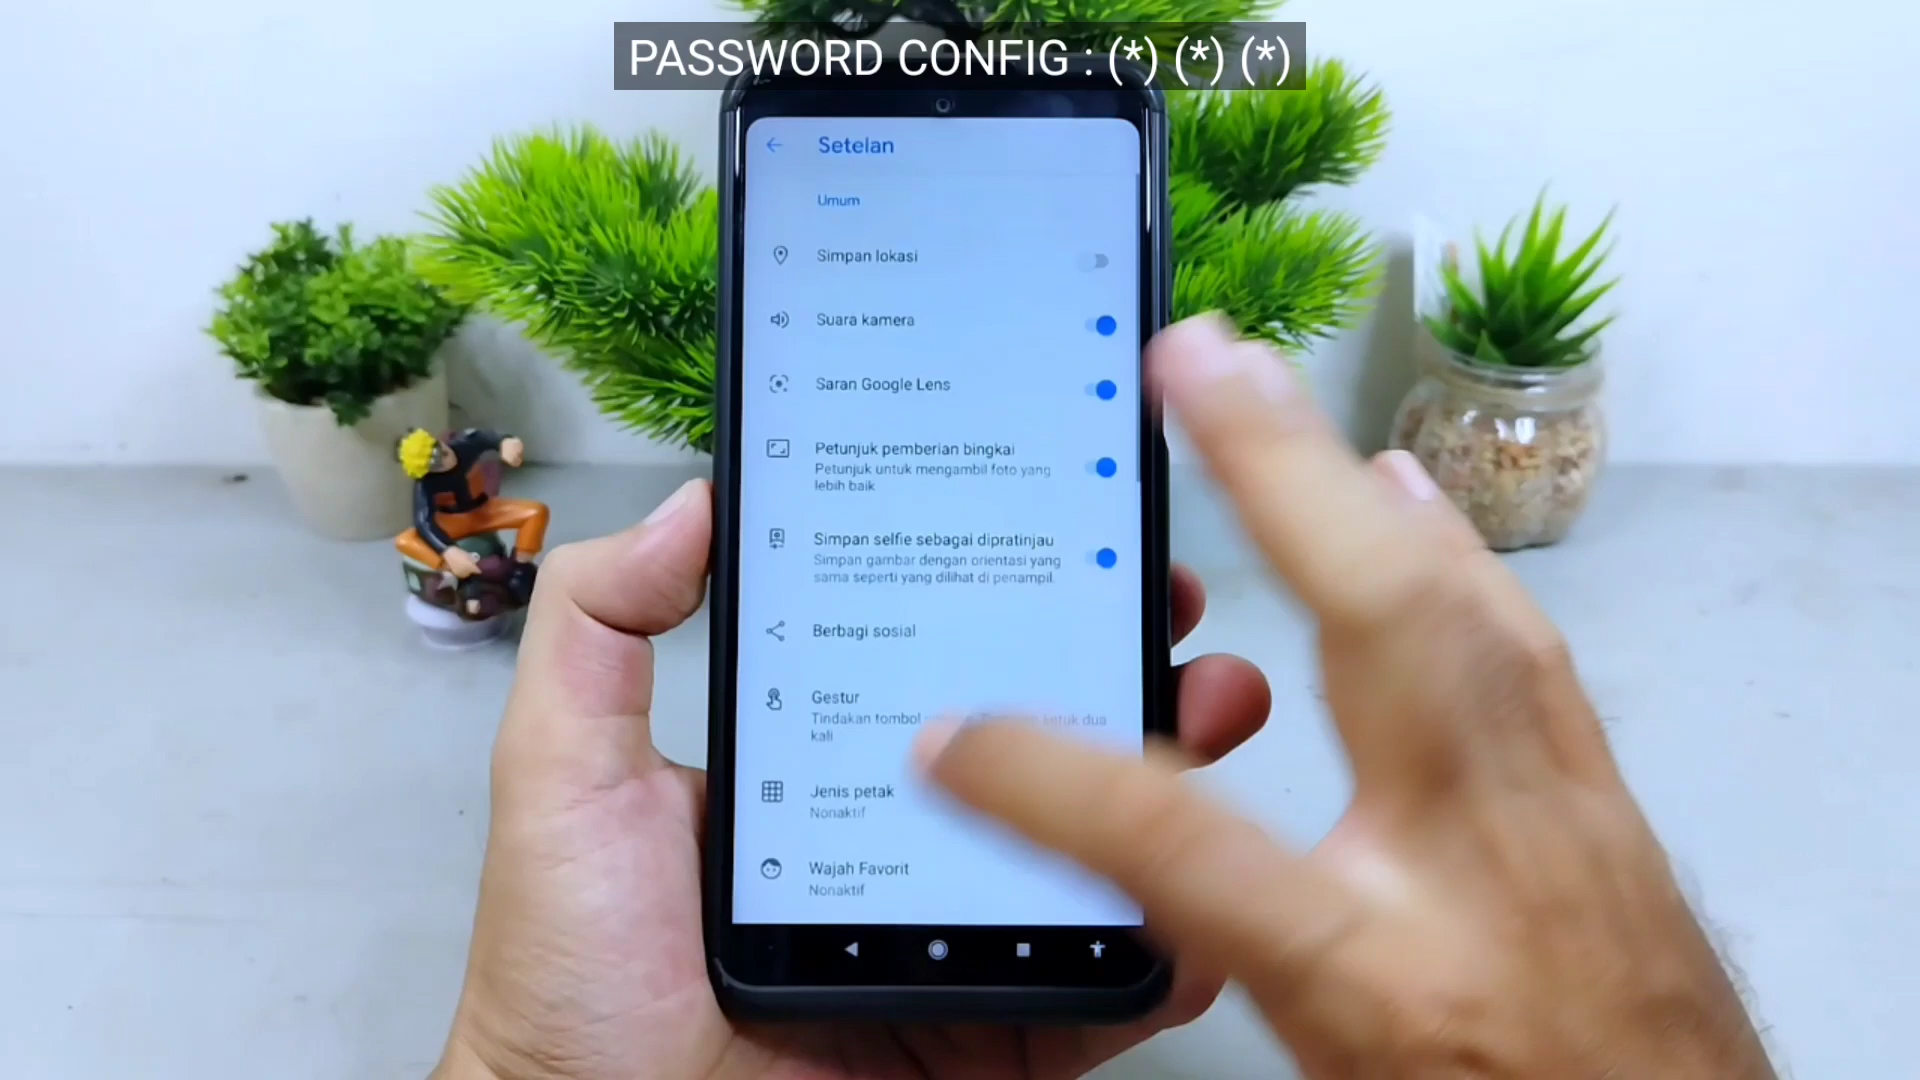 PASSWORD CONFIG : (*) (*) (*)
Setelan
Umum
Simpan lokasi
Suara kamera
Saran Google Lens
Petunjuk pemberian bingkai
Petunjuk untuk mengambil foto yang
lebih baik
Simpan selfie sebagai dipratinjau
Simpan gambar dengan orientasi yang
sama seperti yang dilihat di penampil.
Berbagi sosial
Gestur
Tindakan tombol ketuk dua
kali
Jenis petak
Nonaktif
Wajah Favorit
Nonaktif